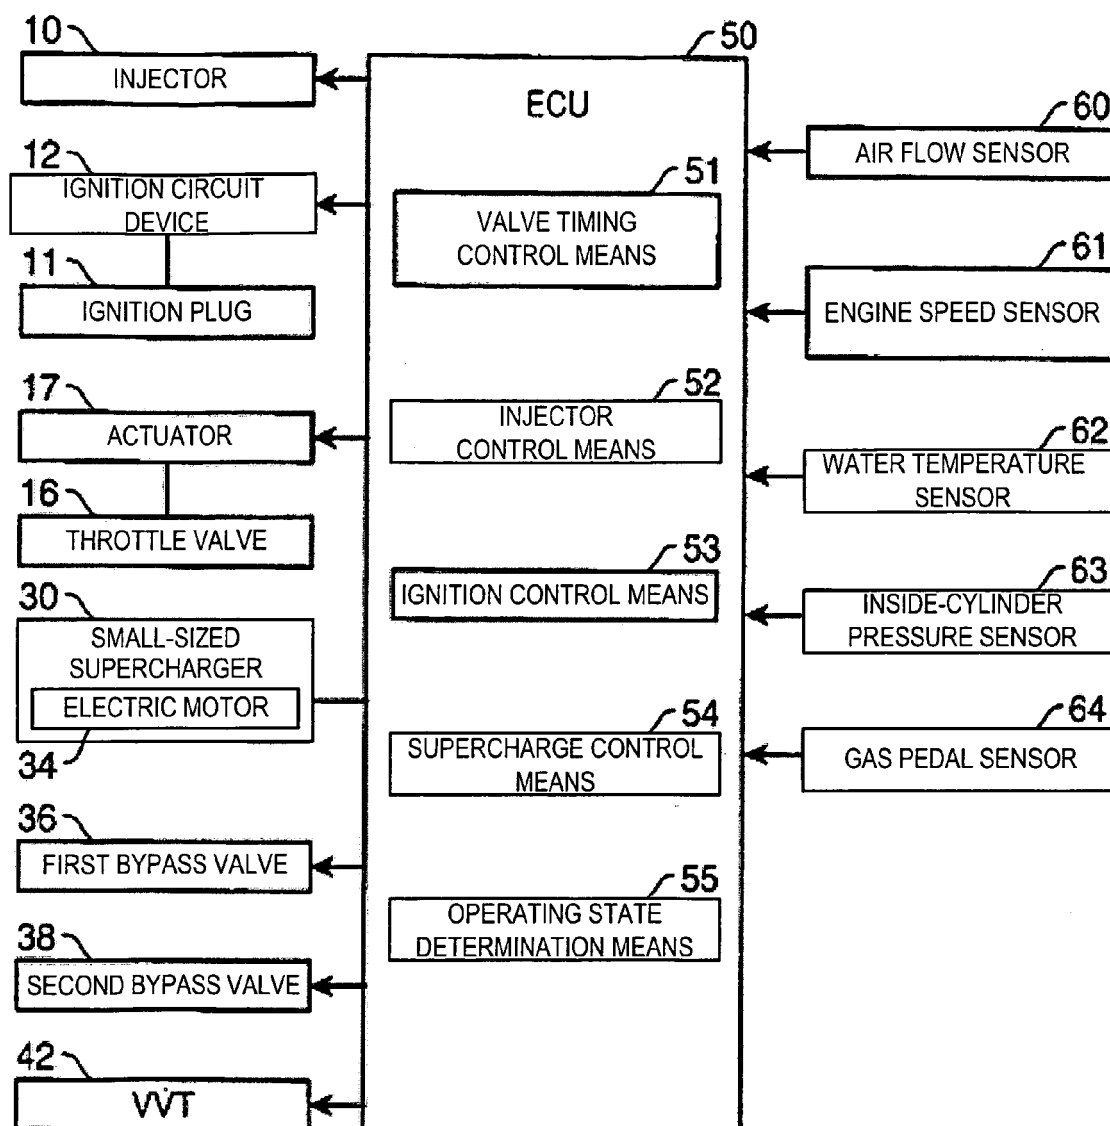 10
INJECTOR
12
IGNITION CIRCUIT
DEVICE
11
IGNITION PLUG
17
ACTUATOR
16
THROTTLE VALVE
30
SMALL-SIZED
SUPERCHARGER
ELECTRIC MOTOR
34
36
FIRST BYPASS VALVE
38
SECOND BYPASS VALVE
42
VVT
50
ECU
51
VALVE TIMING
CONTROL MEANS
52
INJECTOR
CONTROL MEANS
53
IGNITION CONTROL MEANS
54
SUPERCHARGE CONTROL
MEANS
55
OPERATING STATE
DETERMINATION MEANS
60
AIR FLOW SENSOR
61
ENGINE SPEED SENSOR
62
WATER TEMPERATURE
SENSOR
63
INSIDE-CYLINDER
PRESSURE SENSOR
64
GAS PEDAL SENSOR